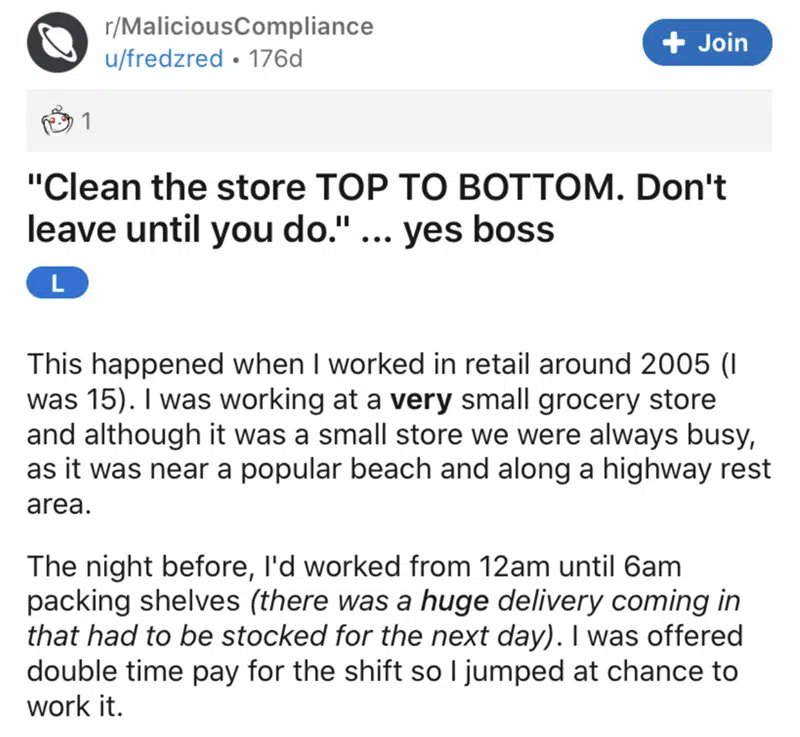 r/MaliciousCompliance
u/fredzred • 176d
+ Join
1
"Clean the store TOP TO BOTTOM. Don't
leave until you do." ... yes boss
L
This happened when I worked in retail around 2005 (I
was 15). I was working at a very small grocery store
and although it was a small store we were always busy,
as it was near a popular beach and along a highway rest
area.
The night before, I'd worked from 12am until 6am
packing shelves (there was a huge delivery coming in
that had to be stocked for the next day). I was offered
double time pay for the shift so I jumped at chance to
work it.